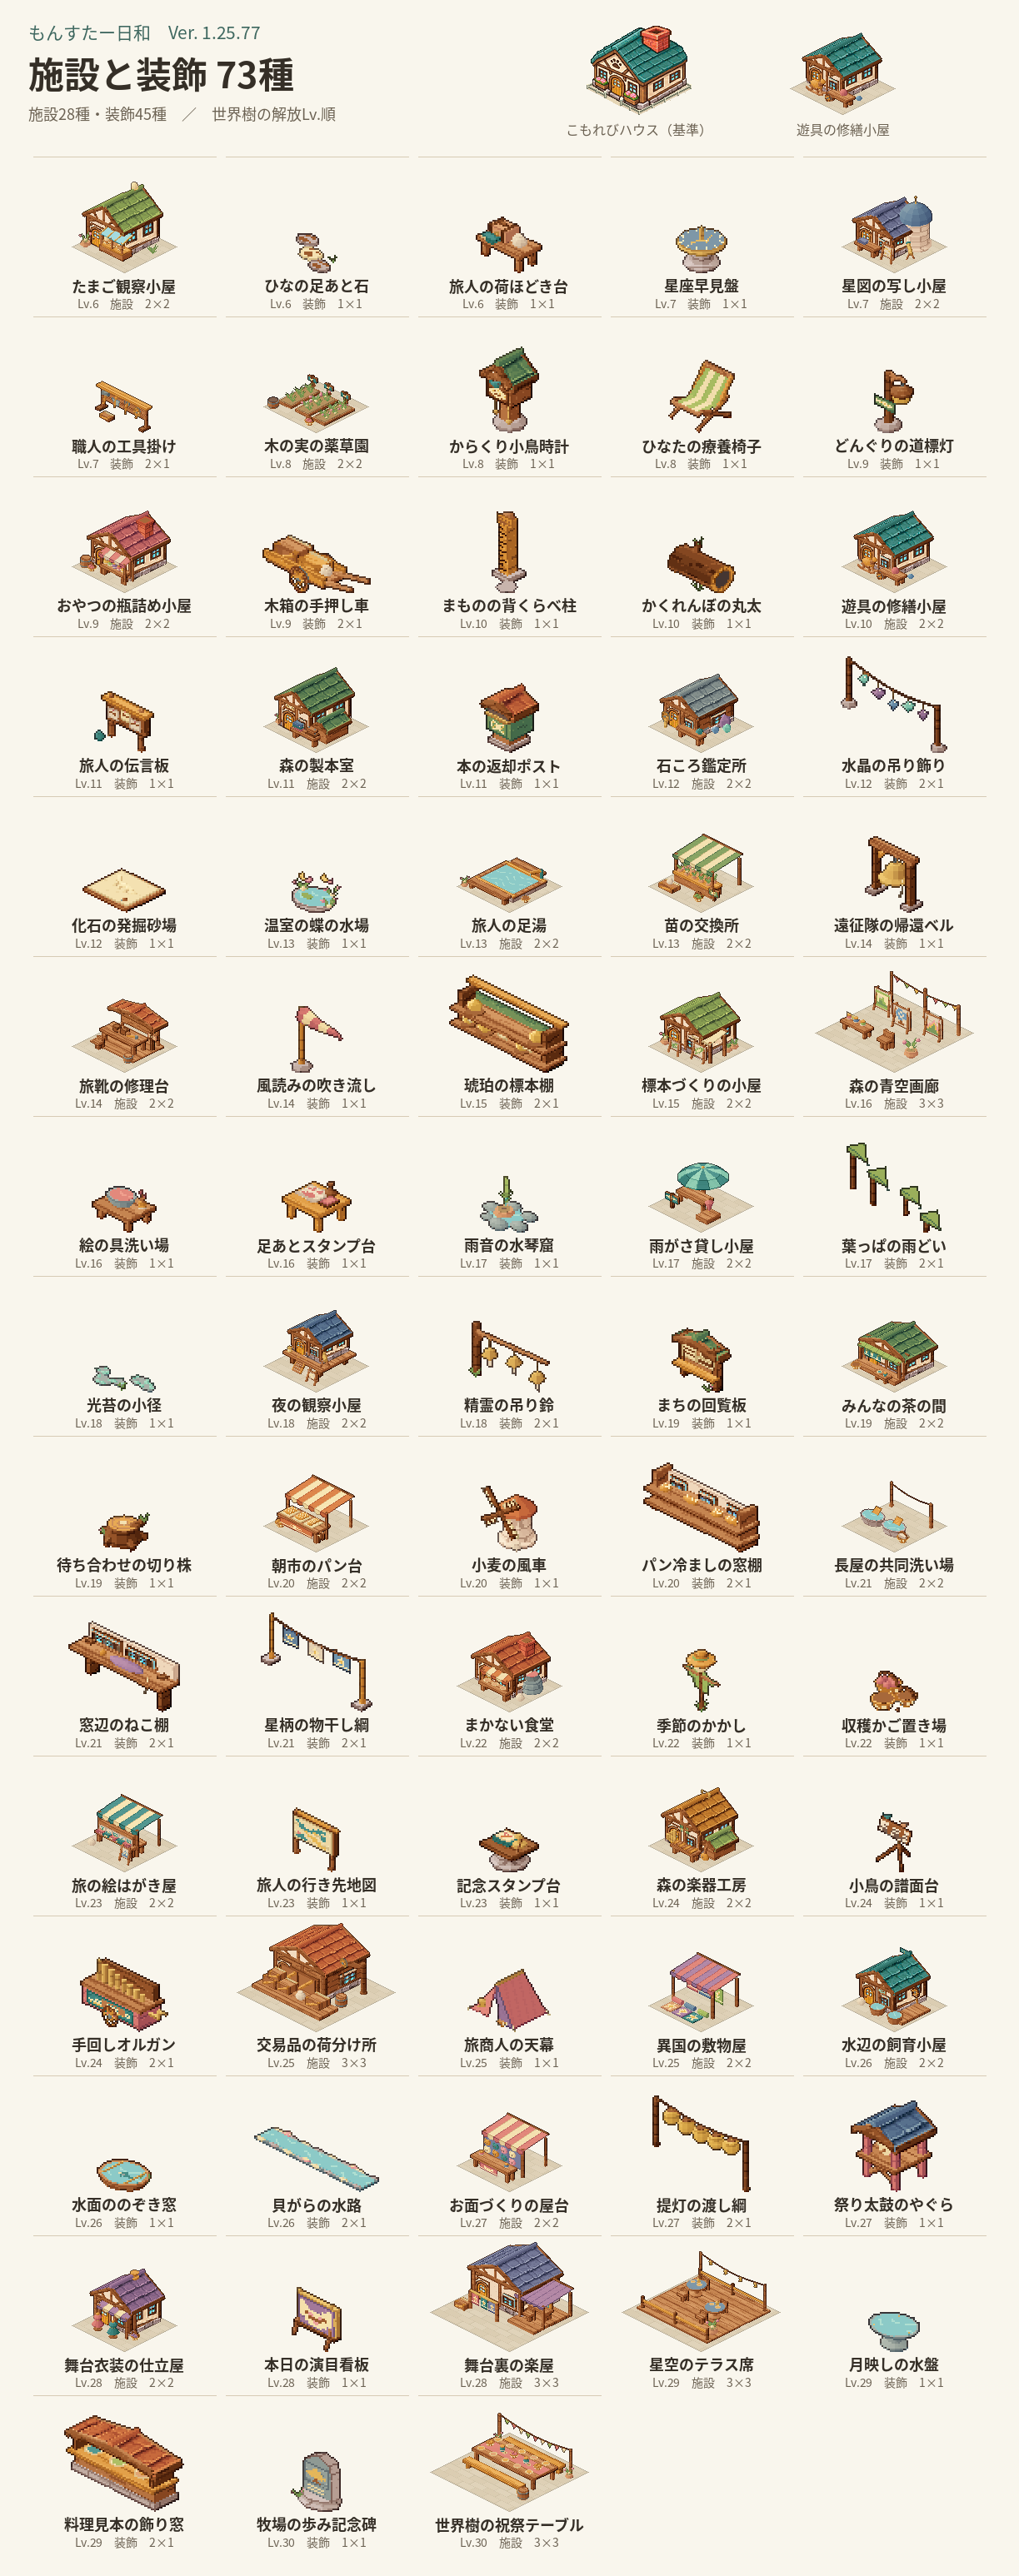 もんすたー日和　Ver. 1.25.77
施設と装飾 73種
施設28種・装飾45種　／　世界樹の解放Lv.順
こもれびハウス（基準）
遊具の修繕小屋
たまご観察小屋
Lv.6　施設　2×2
ひなの足あと石
Lv.6　装飾　1×1
旅人の荷ほどき台
Lv.6　装飾　1×1
星座早見盤
Lv.7　装飾　1×1
星図の写し小屋
Lv.7　施設　2×2
職人の工具掛け
Lv.7　装飾　2×1
木の実の薬草園
Lv.8　施設　2×2
からくり小鳥時計
Lv.8　装飾　1×1
ひなたの療養椅子
Lv.8　装飾　1×1
どんぐりの道標灯
Lv.9　装飾　1×1
おやつの瓶詰め小屋
Lv.9　施設　2×2
木箱の手押し車
Lv.9　装飾　2×1
まものの背くらべ柱
Lv.10　装飾　1×1
かくれんぼの丸太
Lv.10　装飾　1×1
遊具の修繕小屋
Lv.10　施設　2×2
旅人の伝言板
Lv.11　装飾　1×1
森の製本室
Lv.11　施設　2×2
本の返却ポスト
Lv.11　装飾　1×1
石ころ鑑定所
Lv.12　施設　2×2
水晶の吊り飾り
Lv.12　装飾　2×1
化石の発掘砂場
Lv.12　装飾　1×1
温室の蝶の水場
Lv.13　装飾　1×1
旅人の足湯
Lv.13　施設　2×2
苗の交換所
Lv.13　施設　2×2
遠征隊の帰還ベル
Lv.14　装飾　1×1
旅靴の修理台
Lv.14　施設　2×2
風読みの吹き流し
Lv.14　装飾　1×1
琥珀の標本棚
Lv.15　装飾　2×1
標本づくりの小屋
Lv.15　施設　2×2
森の青空画廊
Lv.16　施設　3×3
絵の具洗い場
Lv.16　装飾　1×1
足あとスタンプ台
Lv.16　装飾　1×1
雨音の水琴窟
Lv.17　装飾　1×1
雨がさ貸し小屋
Lv.17　施設　2×2
葉っぱの雨どい
Lv.17　装飾　2×1
光苔の小径
Lv.18　装飾　1×1
夜の観察小屋
Lv.18　施設　2×2
精霊の吊り鈴
Lv.18　装飾　2×1
まちの回覧板
Lv.19　装飾　1×1
みんなの茶の間
Lv.19　施設　2×2
待ち合わせの切り株
Lv.19　装飾　1×1
朝市のパン台
Lv.20　施設　2×2
小麦の風車
Lv.20　装飾　1×1
パン冷ましの窓棚
Lv.20　装飾　2×1
長屋の共同洗い場
Lv.21　施設　2×2
窓辺のねこ棚
Lv.21　装飾　2×1
星柄の物干し綱
Lv.21　装飾　2×1
まかない食堂
Lv.22　施設　2×2
季節のかかし
Lv.22　装飾　1×1
収穫かご置き場
Lv.22　装飾　1×1
旅の絵はがき屋
Lv.23　施設　2×2
旅人の行き先地図
Lv.23　装飾　1×1
記念スタンプ台
Lv.23　装飾　1×1
森の楽器工房
Lv.24　施設　2×2
小鳥の譜面台
Lv.24　装飾　1×1
手回しオルガン
Lv.24　装飾　2×1
交易品の荷分け所
Lv.25　施設　3×3
旅商人の天幕
Lv.25　装飾　1×1
異国の敷物屋
Lv.25　施設　2×2
水辺の飼育小屋
Lv.26　施設　2×2
水面ののぞき窓
Lv.26　装飾　1×1
貝がらの水路
Lv.26　装飾　2×1
お面づくりの屋台
Lv.27　施設　2×2
提灯の渡し綱
Lv.27　装飾　2×1
祭り太鼓のやぐら
Lv.27　装飾　1×1
舞台衣装の仕立屋
Lv.28　施設　2×2
本日の演目看板
Lv.28　装飾　1×1
舞台裏の楽屋
Lv.28　施設　3×3
星空のテラス席
Lv.29　施設　3×3
月映しの水盤
Lv.29　装飾　1×1
料理見本の飾り窓
Lv.29　装飾　2×1
牧場の歩み記念碑
Lv.30　装飾　1×1
世界樹の祝祭テーブル
Lv.30　施設　3×3